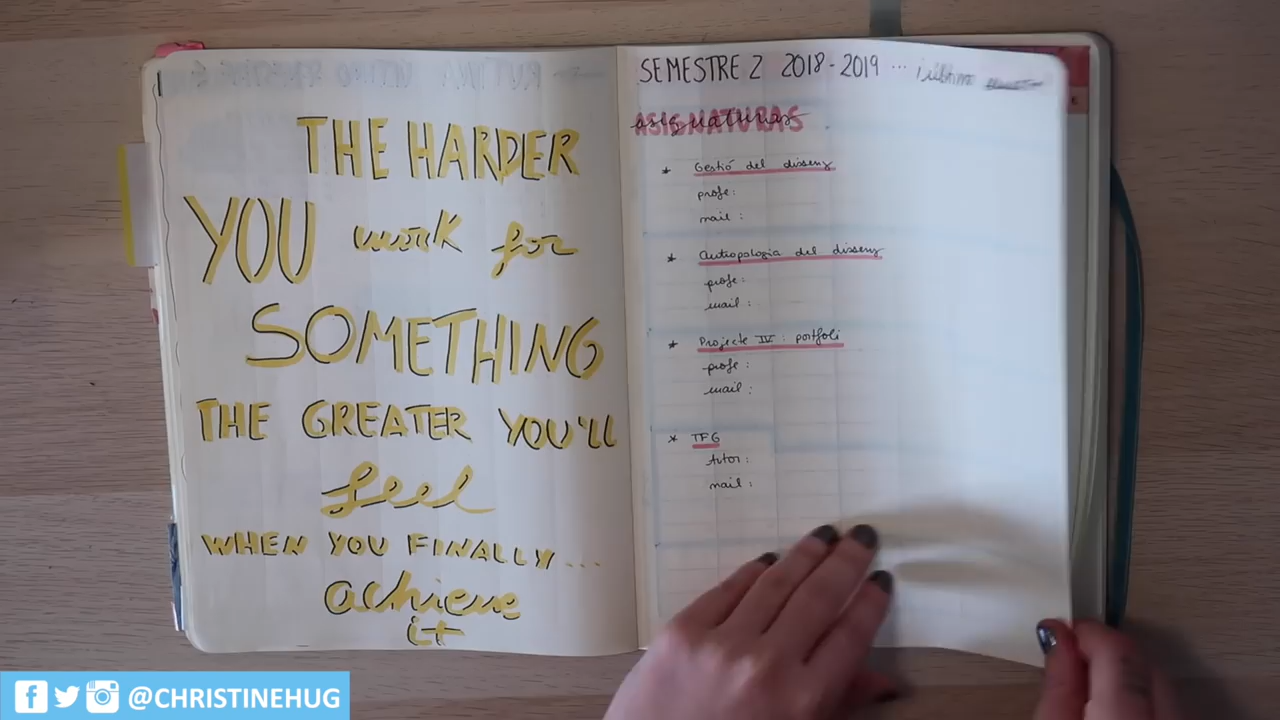 THE HARDER
YOU work for
SOMETHING
THE GREATER YOU'LL
feel
WHEN YOU FINALLY...
achieve
it
SEMESTRE 2 2018-2019 ...
ASIGNATURAS
asignaturas
* Gestió del disseny
profe:
mail:
* Antropologia del disseny
profe:
mail:
* Projecte IV: portfoli
profe:
mail:
* TFG
tutor:
mail:
@CHRISTINEHUG